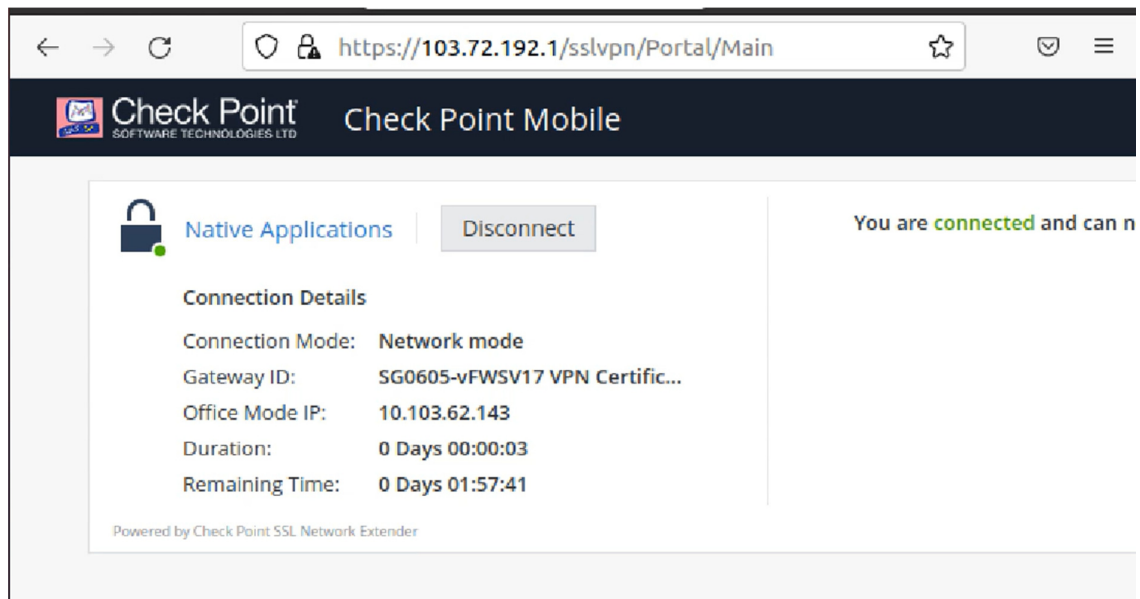 https://103.72.192.1/sslvpn/Portal/Main
Check Point
SOFTWARE TECHNOLOGIES LTD
Check Point Mobile
Native Applications
Disconnect
You are connected and can n
Connection Details
Connection Mode: Network mode
Gateway ID: SG0605-vFWSV17 VPN Certific...
Office Mode IP: 10.103.62.143
Duration: 0 Days 00:00:03
Remaining Time: 0 Days 01:57:41
Powered by Check Point SSL Network Extender